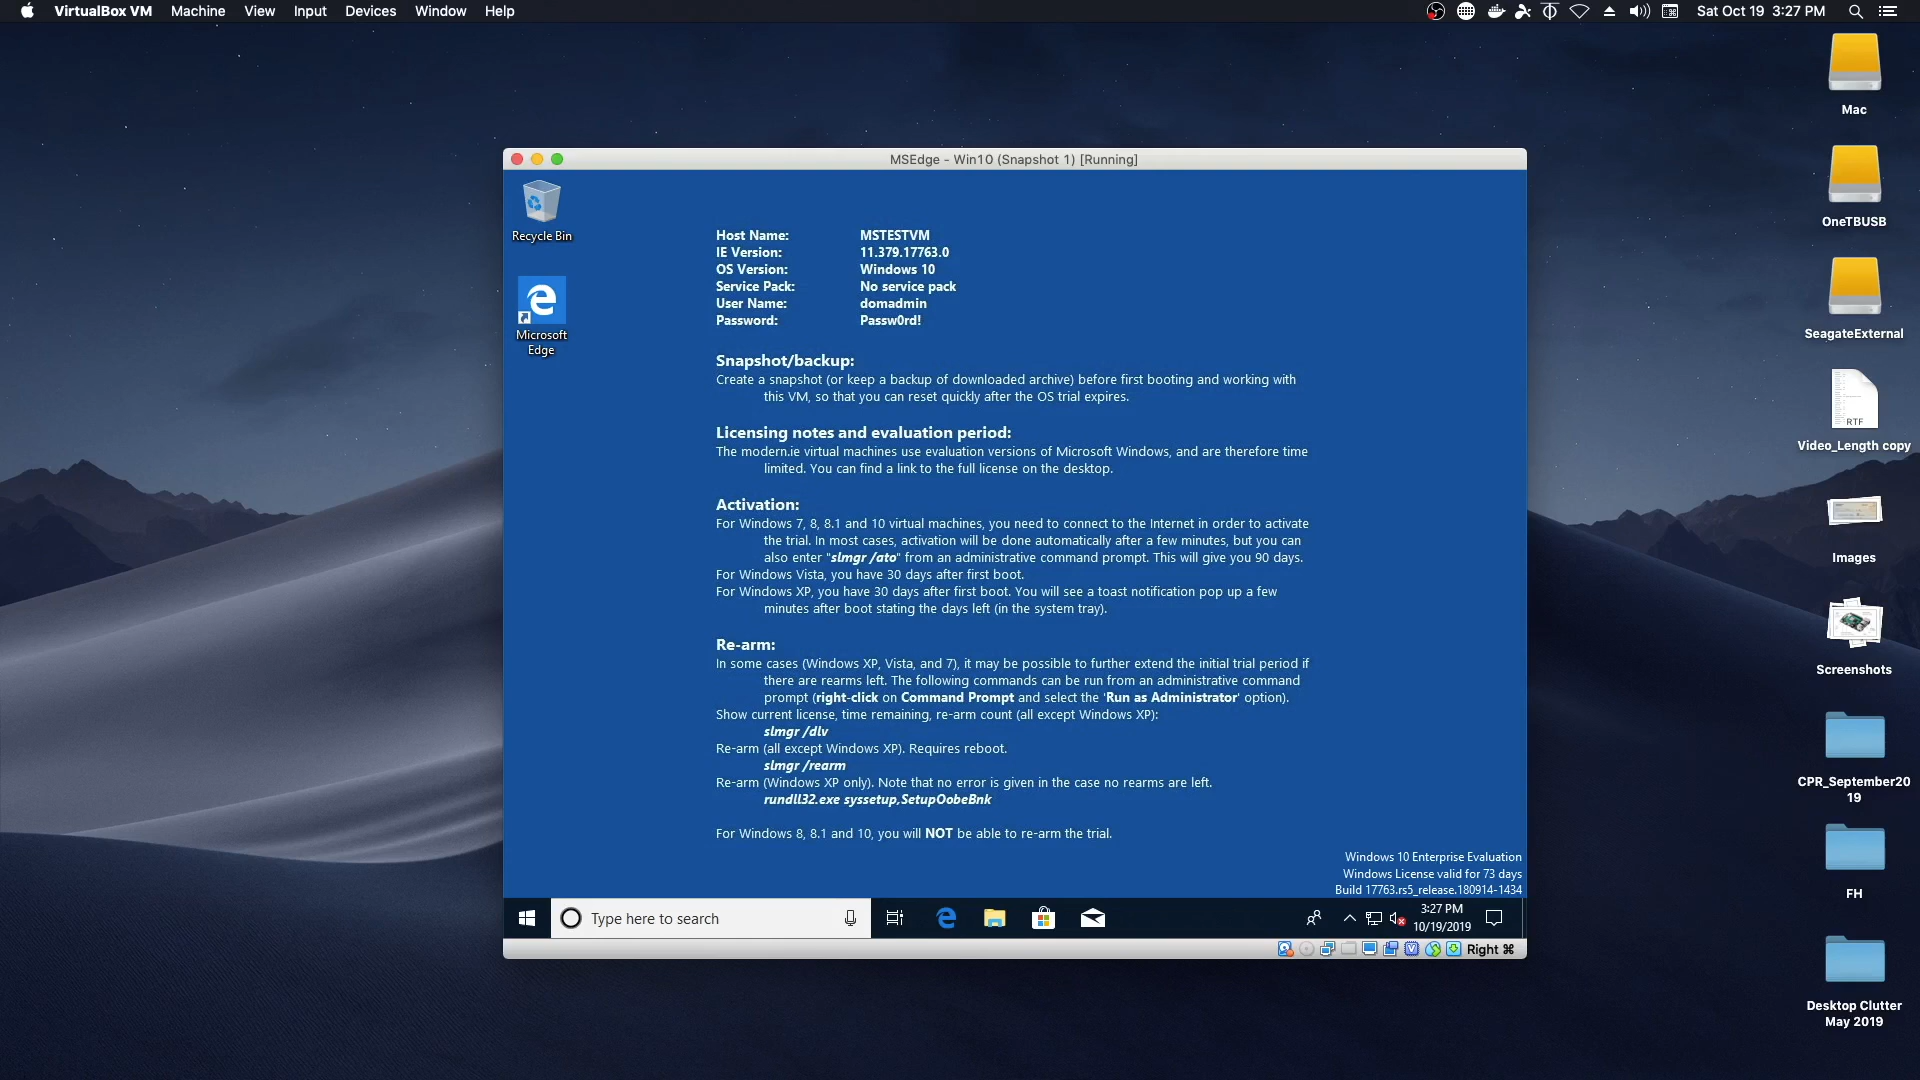 VirtualBox VM Machine View Input Devices Window Help
Sat Oct 19 3:27 PM
MSEdge - Win10 (Snapshot 1) [Running]
Recycle Bin
Microsoft
Edge
Host Name: MSTESTVM
IE Version: 11.379.17763.0
OS Version: Windows 10
Service Pack: No service pack
User Name: domadmin
Password: Passw0rd!
Snapshot/backup:
Create a snapshot (or keep a backup of downloaded archive) before first booting and working with
this VM, so that you can reset quickly after the OS trial expires.
Licensing notes and evaluation period:
The modern.ie virtual machines use evaluation versions of Microsoft Windows, and are therefore time
limited. You can find a link to the full license on the desktop.
Activation:
For Windows 7, 8, 8.1 and 10 virtual machines, you need to connect to the Internet in order to activate
the trial. In most cases, activation will be done automatically after a few minutes, but you can
also enter "slmgr /ato" from an administrative command prompt. This will give you 90 days.
For Windows Vista, you have 30 days after first boot.
For Windows XP, you have 30 days after first boot. You will see a toast notification pop up a few
minutes after boot stating the days left (in the system tray).
Re-arm:
In some cases (Windows XP, Vista, and 7), it may be possible to further extend the initial trial period if
there are rearms left. The following commands can be run from an administrative command
prompt (right-click on Command Prompt and select the 'Run as Administrator' option).
Show current license, time remaining, re-arm count (all except Windows XP):
slmgr /dlv
Re-arm (all except Windows XP). Requires reboot.
slmgr /rearm
Re-arm (Windows XP only). Note that no error is given in the case no rearms are left.
rundll32.exe syssetup,SetupOobeBnk
For Windows 8, 8.1 and 10, you will NOT be able to re-arm the trial.
Windows 10 Enterprise Evaluation
Windows License valid for 73 days
Build 17763.rs5_release.180914-1434
Type here to search
3:27 PM
10/19/2019
Right ⌘
Mac
OneTBUSB
SeagateExternal
RTF
Video_Length copy
Images
Screenshots
CPR_September20
19
FH
Desktop Clutter
May 2019